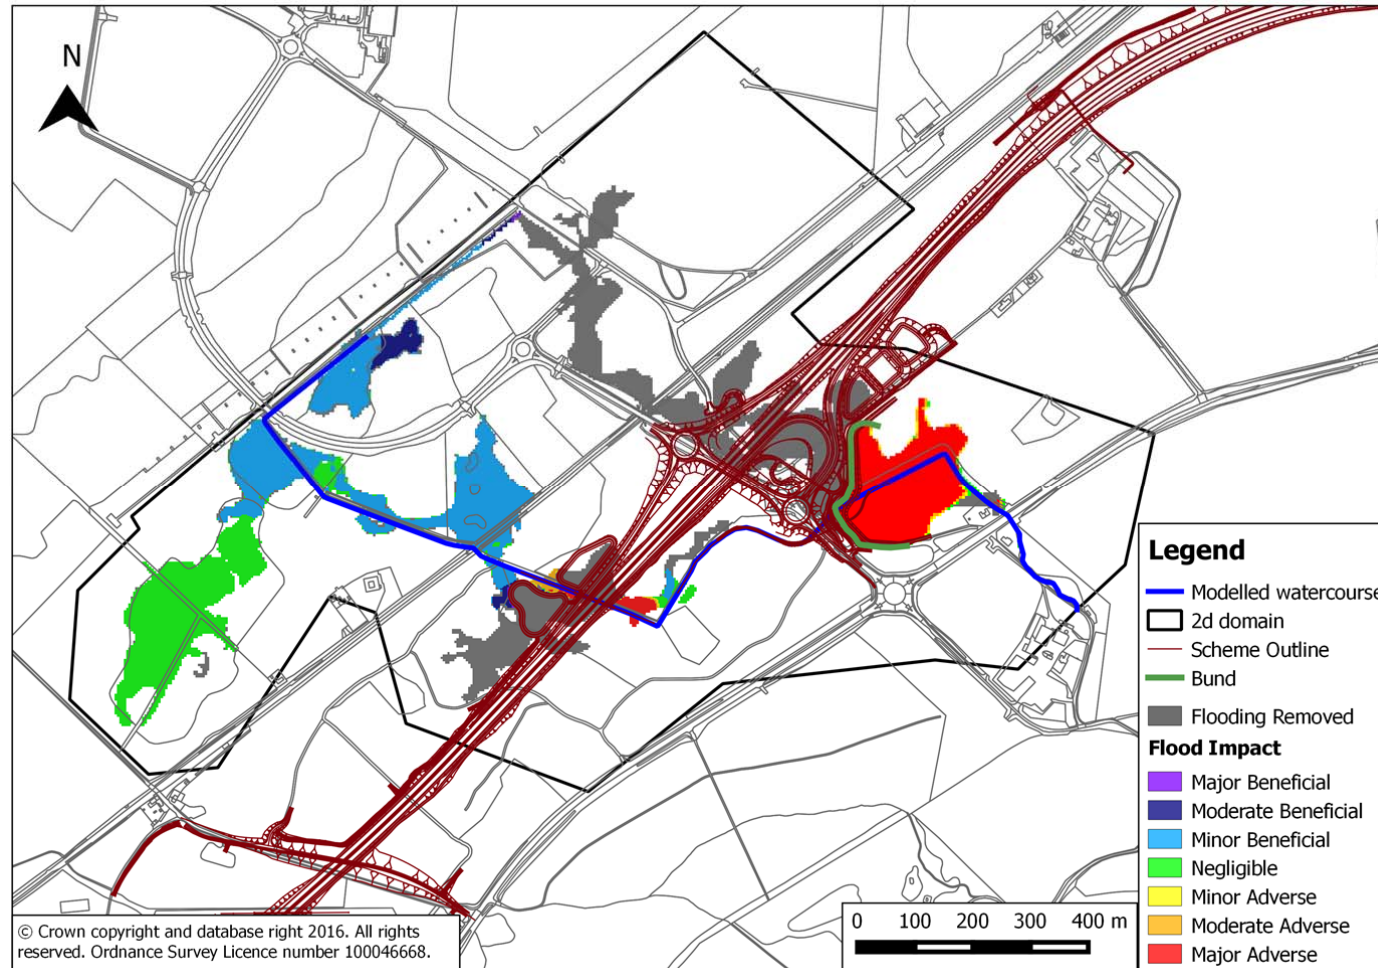 N
Legend
Modelled watercourse
2d domain
Scheme Outline
Bund
Flooding Removed
Flood Impact
Major Beneficial
Moderate Beneficial
Minor Beneficial
Negligible
Minor Adverse
Moderate Adverse
Major Adverse
0 100 200 300 400 m
© Crown copyright and database right 2016. All rights
reserved. Ordnance Survey Licence number 100046668.